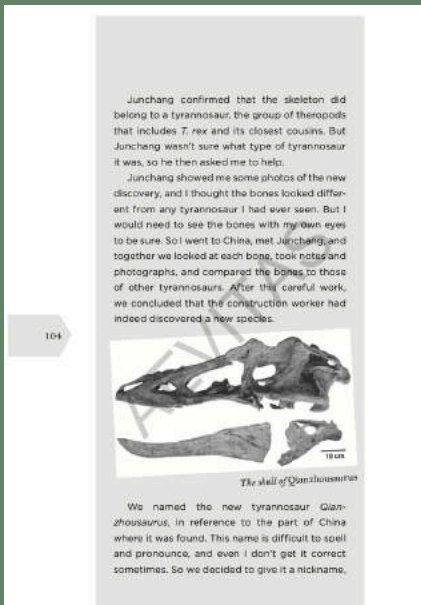 Junchang confirmed that the skeleton did
belong to a tyrannosaur, the group of theropods
that includes T. rex and its closest cousins. But
Junchang wasn't sure what type of tyrannosaur
it was, so he then asked me to help.
Junchang showed me some photos of the new
discovery, and I thought the bones looked differ-
ent from any tyrannosaur I had ever seen. But I
would need to see the bones with my own eyes
to be sure. So I went to China, met Junchang, and
together we looked at each bone, took notes and
photographs, and compared the bones to those
of other tyrannosaurs. After this careful work,
we concluded that the construction worker had
indeed discovered a new species.
104
AEVITAS
10 cm
The skull of Qianzhousaurus
We named the new tyrannosaur Qian-
zhousaurus, in reference to the part of China
where it was found. This name is difficult to spell
and pronounce, and even I don't get it correct
sometimes. So we decided to give it a nickname,